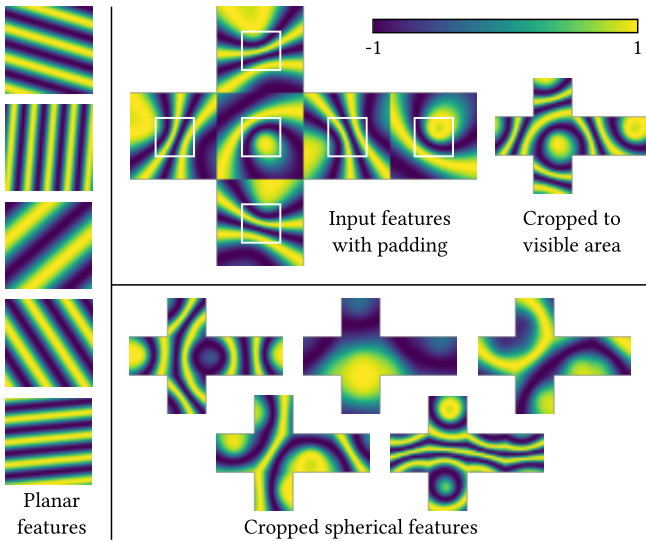 -1
1
Input features
with padding
Cropped to
visible area
Planar
features
Cropped spherical features